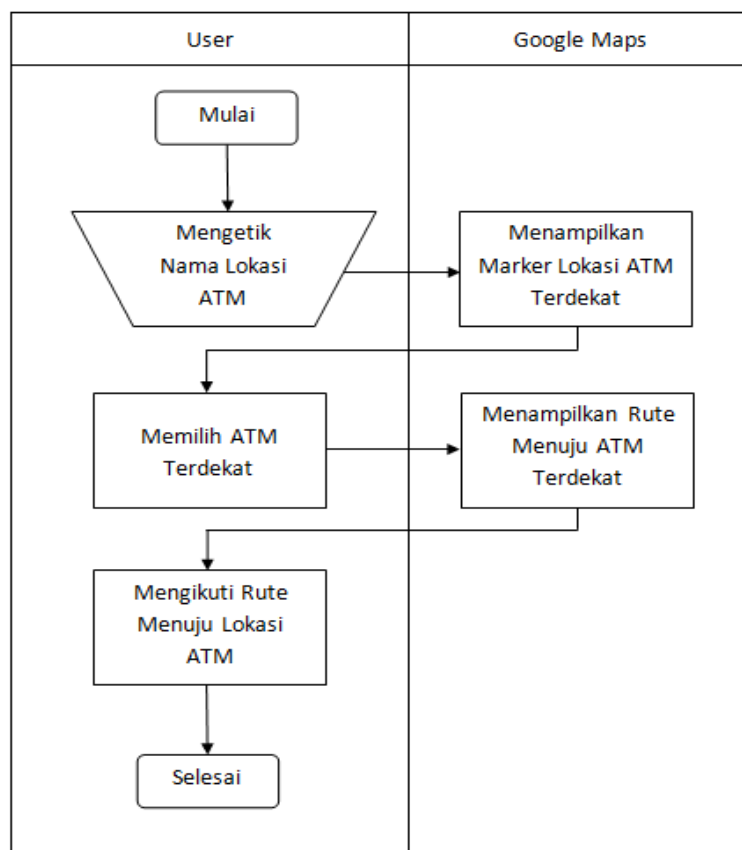 User
Google Maps
Mulai
Mengetik
Nama Lokasi
ATM
Menampilkan
Marker Lokasi ATM
Terdekat
Memilih ATM
Terdekat
Menampilkan Rute
Menuju ATM
Terdekat
Mengikuti Rute
Menuju Lokasi
ATM
Selesai